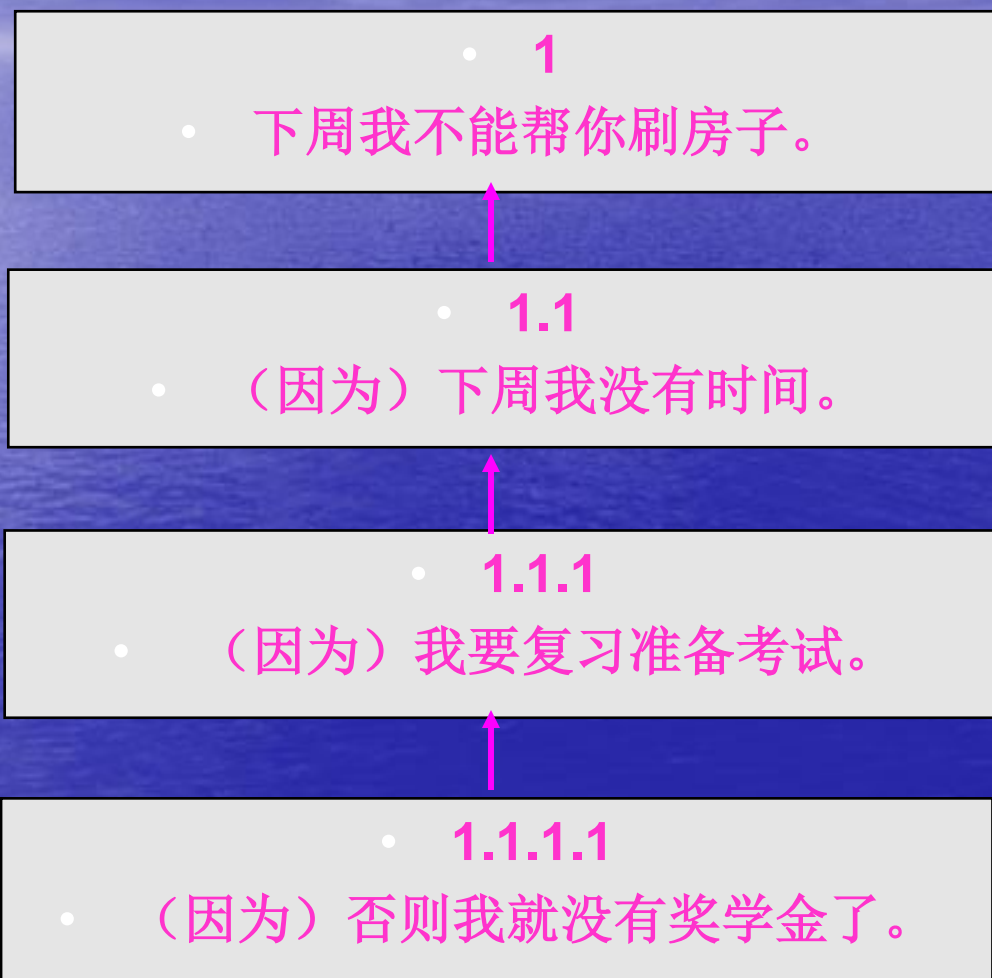 1
下周我不能帮你刷房子。
1.1
（因为）下周我没有时间。
1.1.1
（因为）我要复习准备考试。
1.1.1.1
（因为）否则我就没有奖学金了。